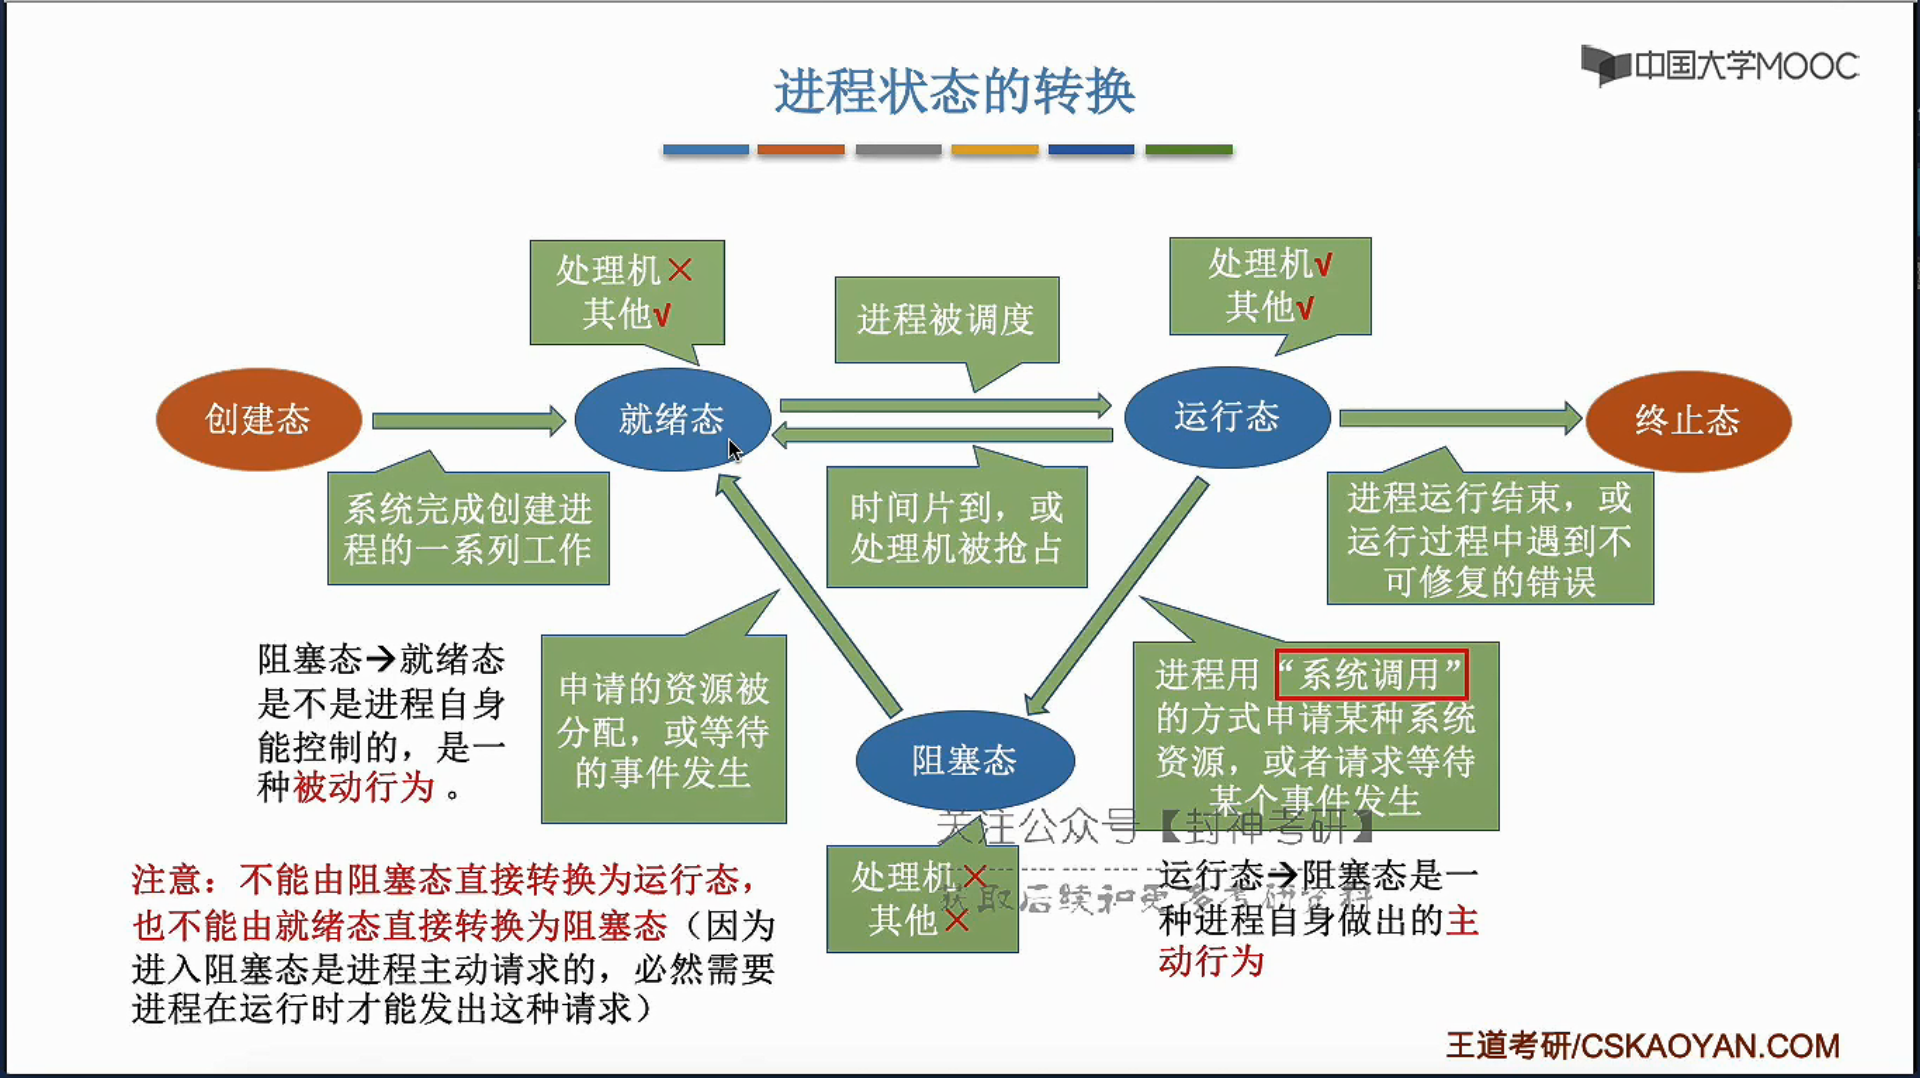 进程状态的转换
中国大学MOOC
处理机×
其他√
进程被调度
处理机√
其他√
创建态
就绪态
运行态
终止态
系统完成创建进
程的一系列工作
时间片到，或
处理机被抢占
进程运行结束，或
运行过程中遇到不
可修复的错误
阻塞态→就绪态
是不是进程自身
能控制的，是一
种被动行为。
申请的资源被
分配，或等待
的事件发生
进程用“系统调用”
的方式申请某种系统
资源，或者请求等待
某个事件发生
阻塞态
关注公众号【封神考研】
获取后续和更多考研资料
处理机×
其他×
运行态→阻塞态是一
种进程自身做出的主
动行为
注意：不能由阻塞态直接转换为运行态，
也不能由就绪态直接转换为阻塞态（因为
进入阻塞态是进程主动请求的，必然需要
进程在运行时才能发出这种请求）
王道考研/CSKAOYAN.COM